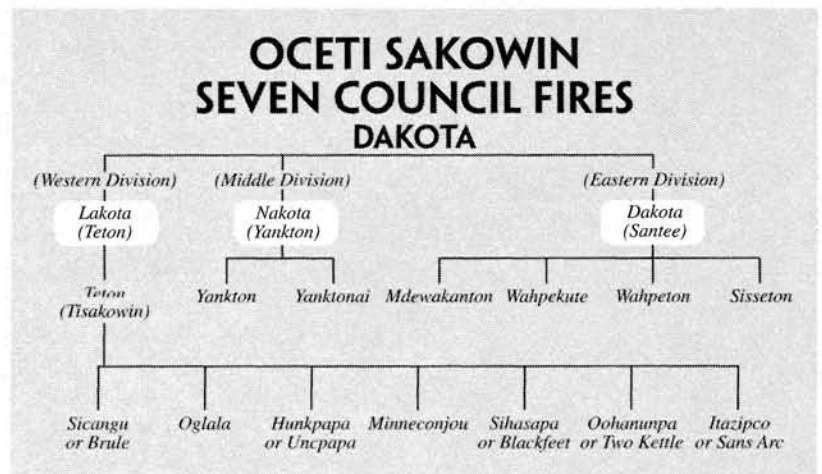 OCETI SAKOWIN
SEVEN COUNCIL FIRES
DAKOTA
(Western Division) (Middle Division) (Eastern Division)
Lakota Nakota Dakota
(Teton) (Yankton) (Santee)
Teton Yankton Yanktonai Mdewakanton Wahpekute Wahpeton Sisseton
(Tisakowin)
Sicangu Oglala Hunkpapa Minneconjou Sihasapa Oohanunpa Itazipco
or Brule or Uncpapa or Blackfeet or Two Kettle or Sans Arc